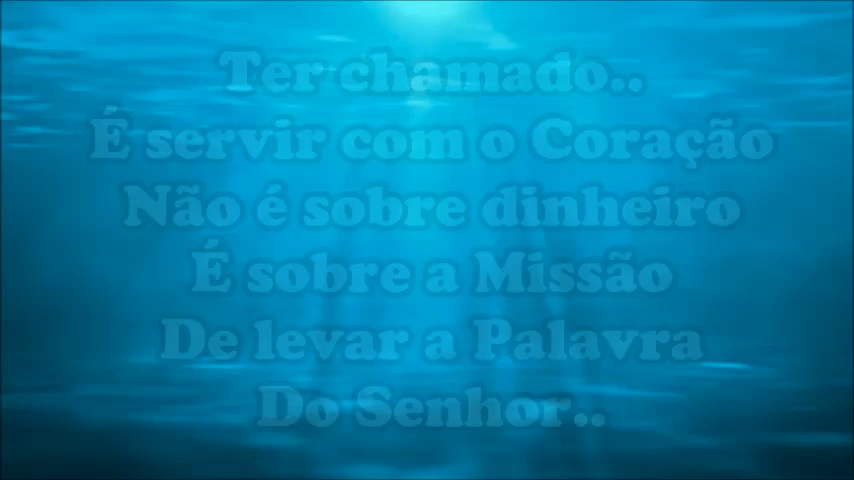 Ter chamado..
É servir com o Coração
Não é sobre dinheiro
É sobre a Missão
De levar a Palavra
Do Senhor..